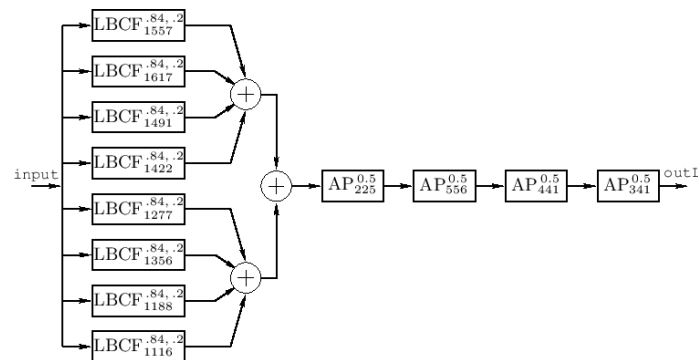 LBCF.84, .2 1557
LBCF.84, .2 1617
LBCF.84, .2 1491
LBCF.84, .2 1422
LBCF.84, .2 1277
LBCF.84, .2 1356
LBCF.84, .2 1188
LBCF.84, .2 1116
input
+
+
+
AP0.5 225
AP0.5 556
AP0.5 441
AP0.5 341
outL